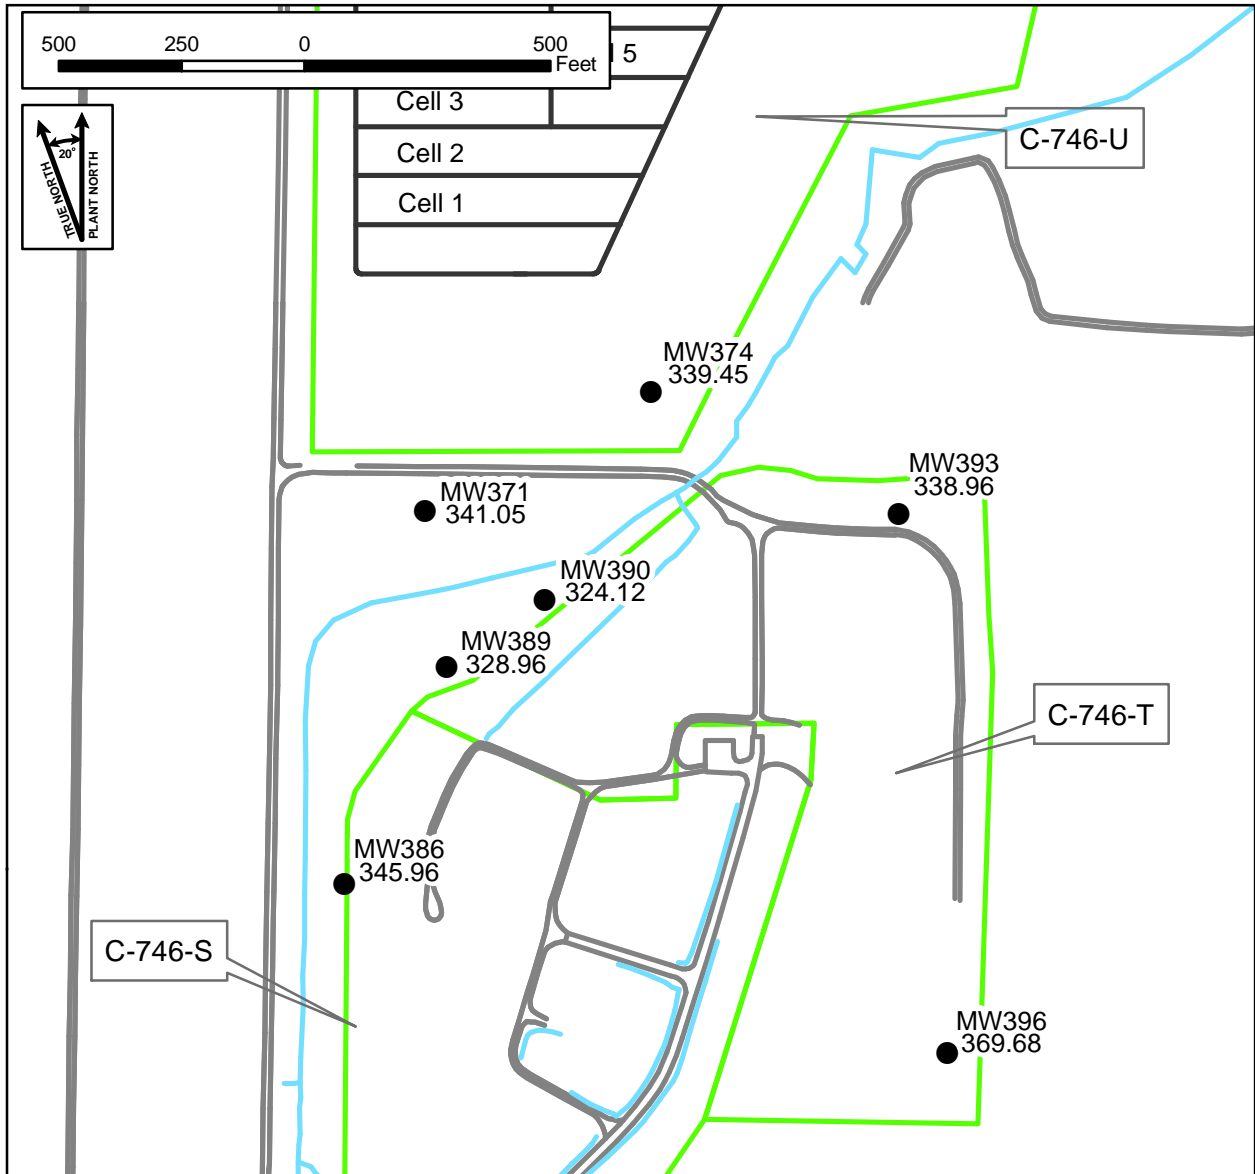 500 250 0 500
Feet
5
Cell 3
Cell 2
Cell 1
20°
TRUE NORTH
PLANT NORTH
C-746-U
MW374
339.45
MW393
338.96
MW371
341.05
MW390
324.12
MW389
328.96
C-746-T
MW386
345.96
C-746-S
MW396
369.68